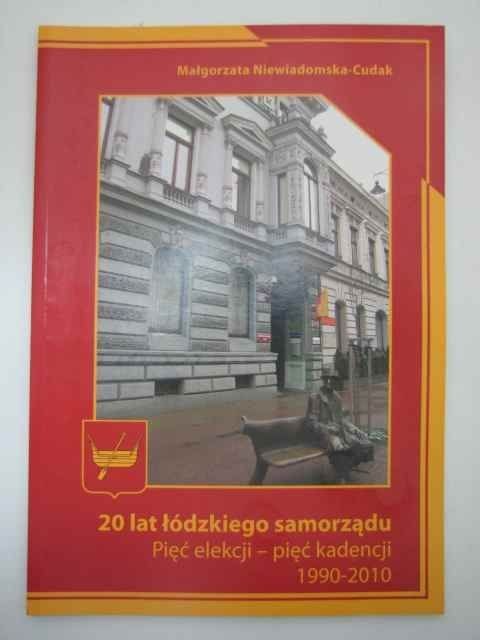 Małgorzata Niewiadomska-Cudak
20 lat łódzkiego samorządu
Pięć elekcji – pięć kadencji
1990-2010